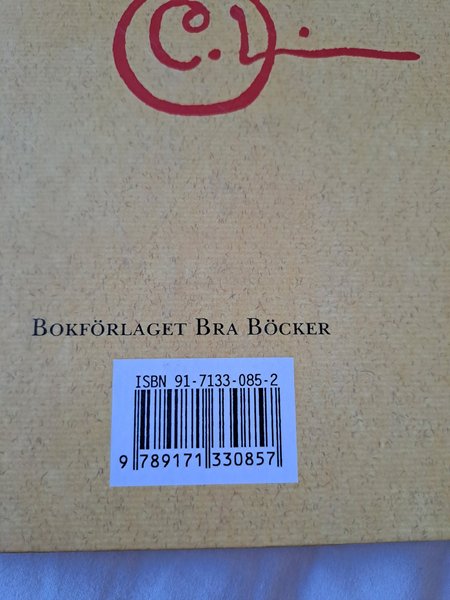 C.L.
BOKFÖRLAGET BRA BÖCKER
ISBN 91-7133-085-2
9 789171 330857